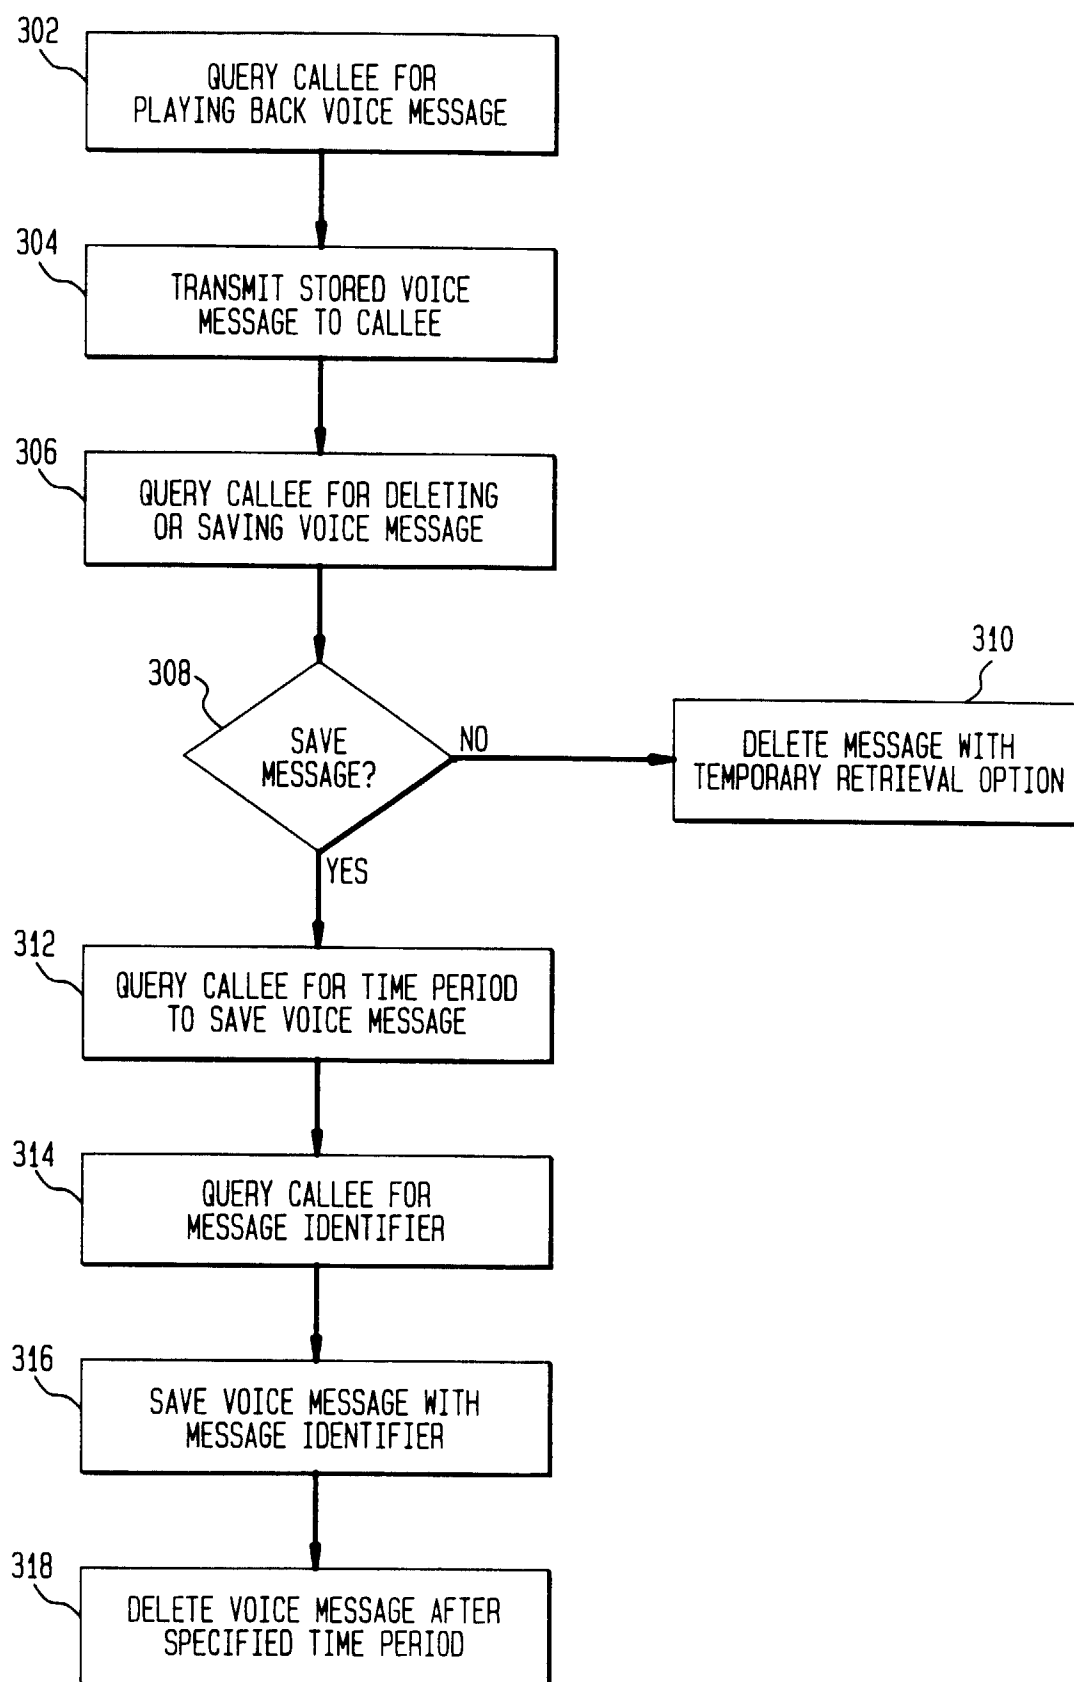 302
QUERY CALLEE FOR
PLAYING BACK VOICE MESSAGE
304
TRANSMIT STORED VOICE
MESSAGE TO CALLEE
306
QUERY CALLEE FOR DELETING
OR SAVING VOICE MESSAGE
308
SAVE
MESSAGE?
NO
310
DELETE MESSAGE WITH
TEMPORARY RETRIEVAL OPTION
YES
312
QUERY CALLEE FOR TIME PERIOD
TO SAVE VOICE MESSAGE
314
QUERY CALLEE FOR
MESSAGE IDENTIFIER
316
SAVE VOICE MESSAGE WITH
MESSAGE IDENTIFIER
318
DELETE VOICE MESSAGE AFTER
SPECIFIED TIME PERIOD